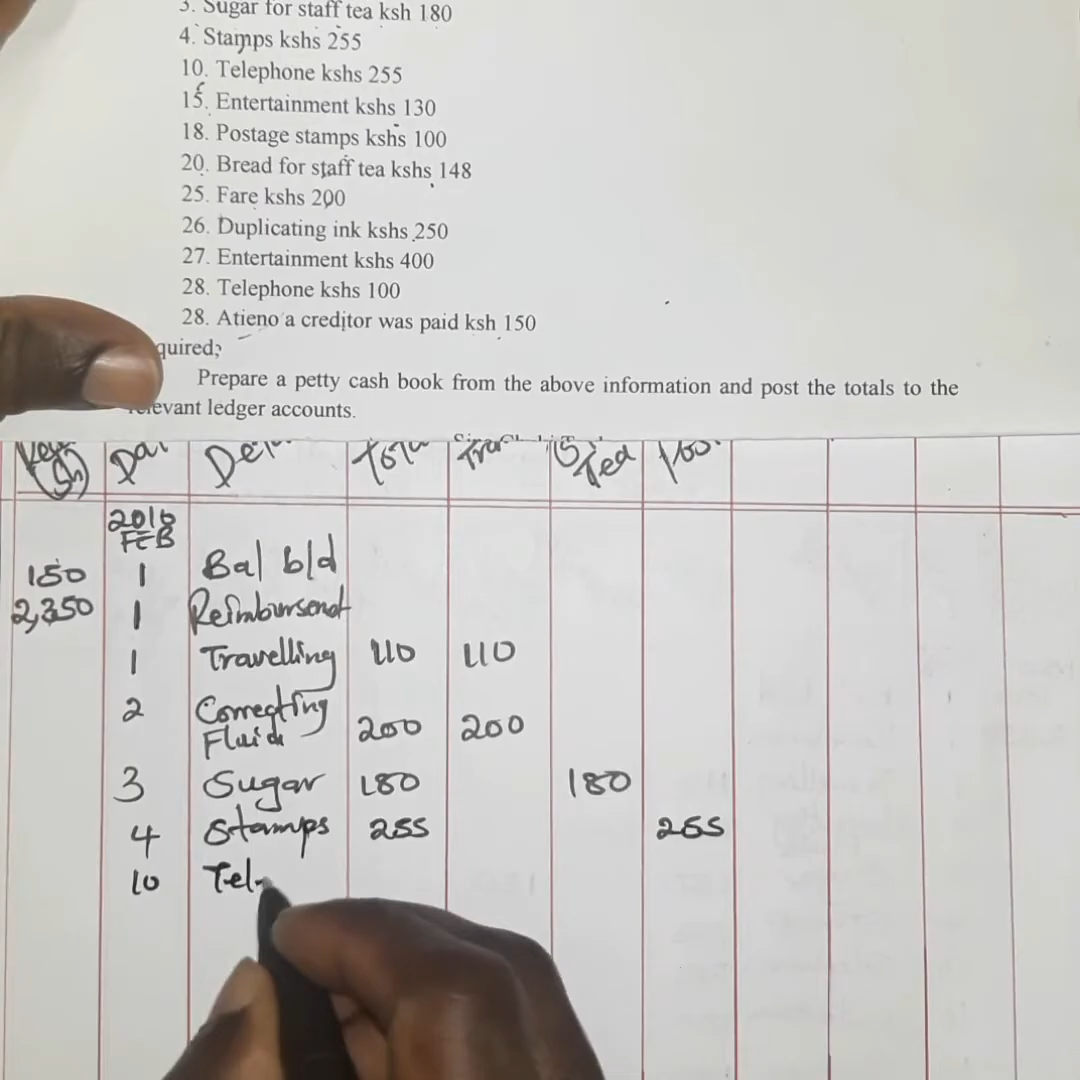 3. Sugar for staff tea ksh 180
4. Stamps kshs 255
10. Telephone kshs 255
15. Entertainment kshs 130
18. Postage stamps kshs 100
20. Bread for staff tea kshs 148
25. Fare kshs 200
26. Duplicating ink kshs 250
27. Entertainment kshs 400
28. Telephone kshs 100
28. Atieno a creditor was paid ksh 150
quired;
Prepare a petty cash book from the above information and post the totals to the
relevant ledger accounts.
Tea
2016
FEB
150 1 Bal b/d
2,350 1
1 Travelling 110 110
2 Correcting
Fluid 200 200
3 Sugar 180 180
4 Stamps 255 255
10 Tel